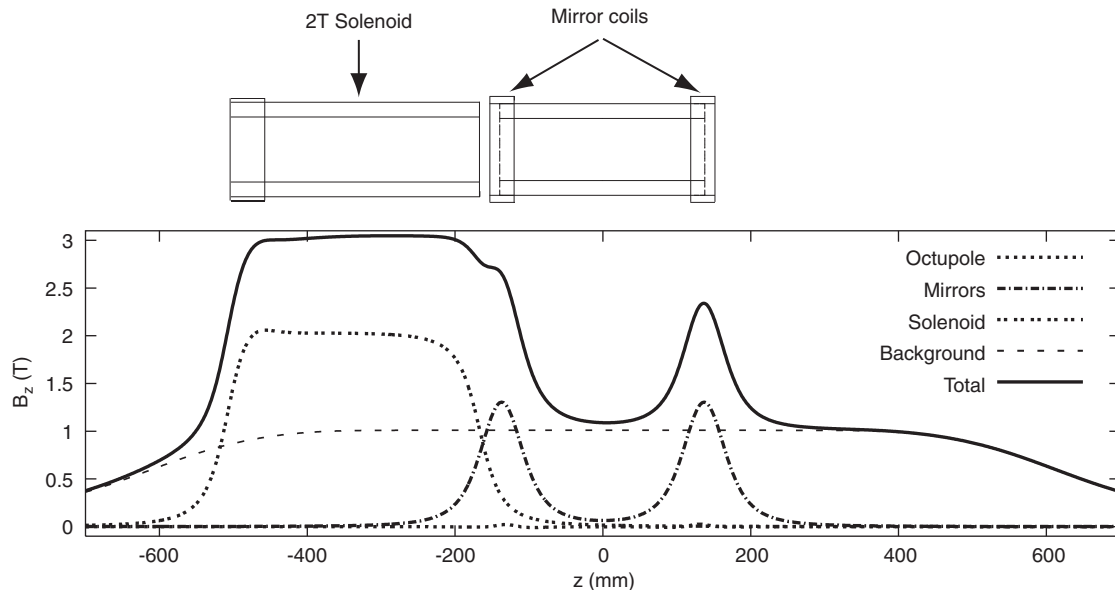 2T Solenoid
Mirror coils
3
2.5
2
1.5
1
0.5
0
B_z (T)
Octupole
Mirrors
Solenoid
Background
Total
-600 -400 -200 0 200 400 600
z (mm)